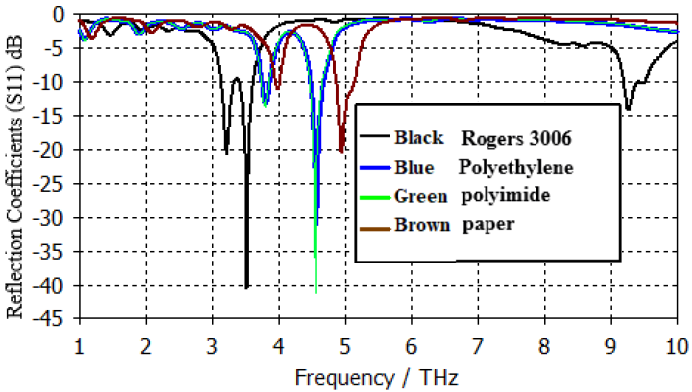 Reflection Coefficients (S11) dB
0
-5
-10
-15
-20
-25
-30
-35
-40
-45
Black Rogers 3006
Blue Polyethylene
Green polyimide
Brown paper
1 2 3 4 5 6 7 8 9 10
Frequency / THz